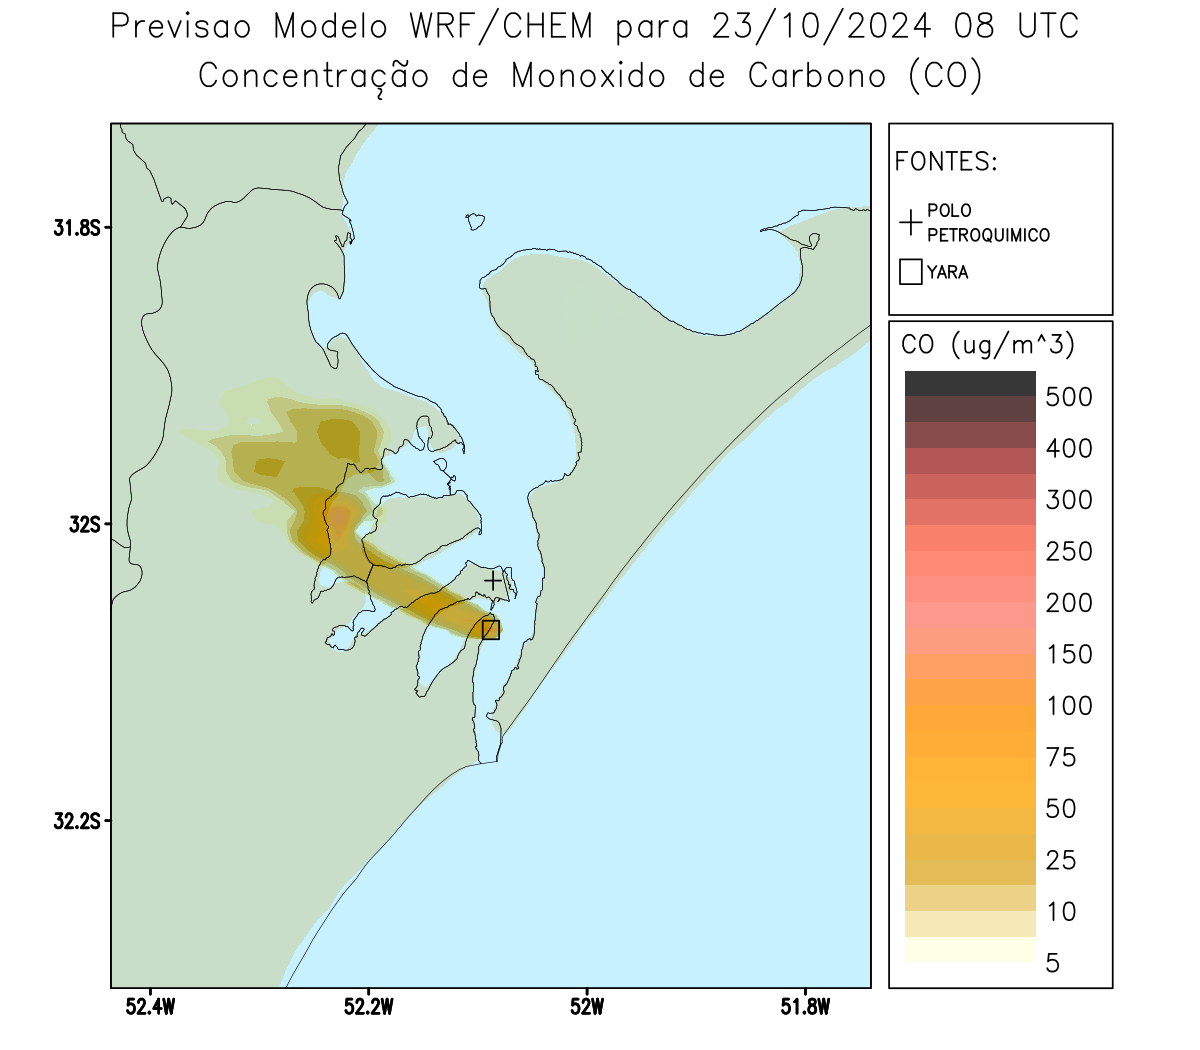 Previsao Modelo WRF/CHEM para 23/10/2024 08 UTC
Concentração de Monoxido de Carbono (CO)
FONTES:
POLO
PETROQUIMICO
YARA
CO (ug/m^3)
500
400
300
250
200
150
100
75
50
25
10
5
31.8S
32S
32.2S
52.4W
52.2W
52W
51.8W